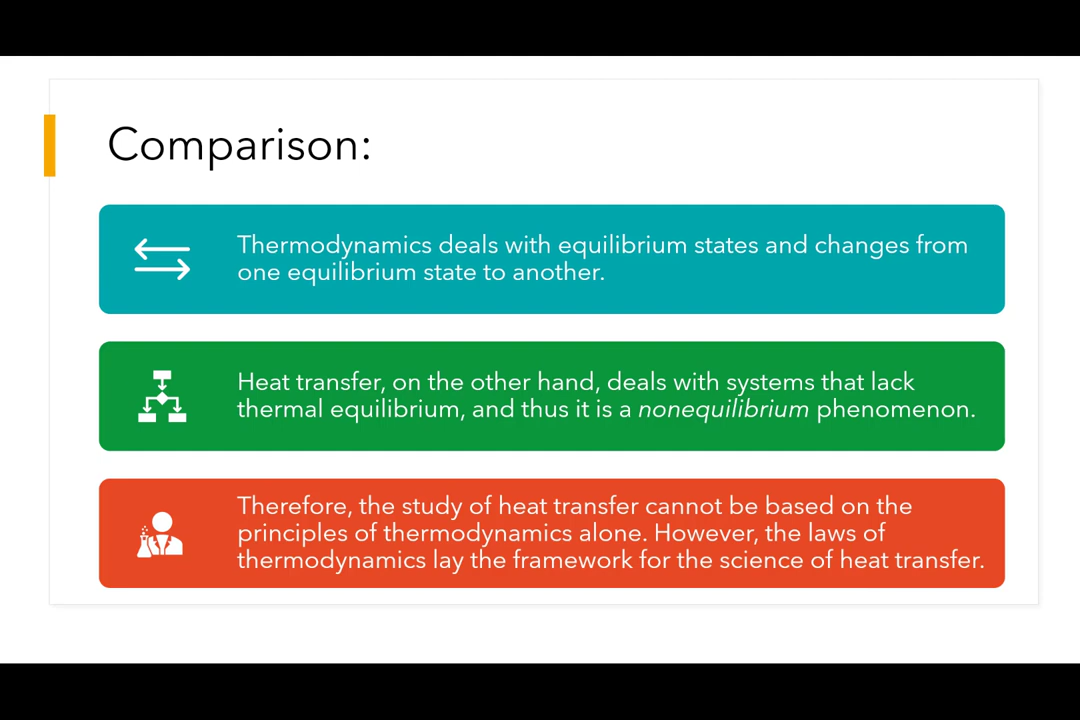 Comparison:
Thermodynamics deals with equilibrium states and changes from
one equilibrium state to another.
Heat transfer, on the other hand, deals with systems that lack
thermal equilibrium, and thus it is a nonequilibrium phenomenon.
Therefore, the study of heat transfer cannot be based on the
principles of thermodynamics alone. However, the laws of
thermodynamics lay the framework for the science of heat transfer.